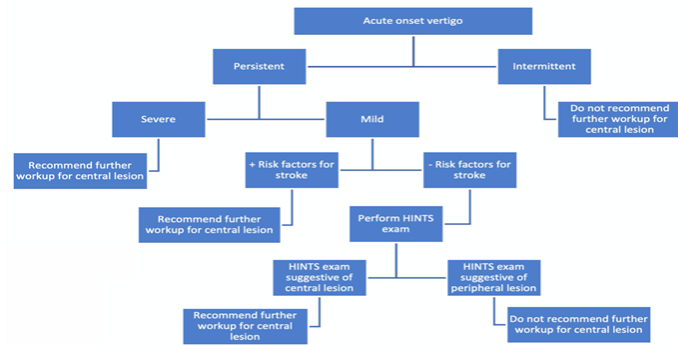 Acute onset vertigo
Persistent
Intermittent
Severe
Mild
Do not recommend
further workup for
central lesion
Recommend further
workup for central lesion
+ Risk factors for
stroke
- Risk factors for
stroke
Recommend further
workup for central lesion
Perform HINTS
exam
HINTS exam
suggestive of
central lesion
HINTS exam
suggestive of
peripheral lesion
Recommend further
workup for central
lesion
Do not recommend further
workup for central lesion